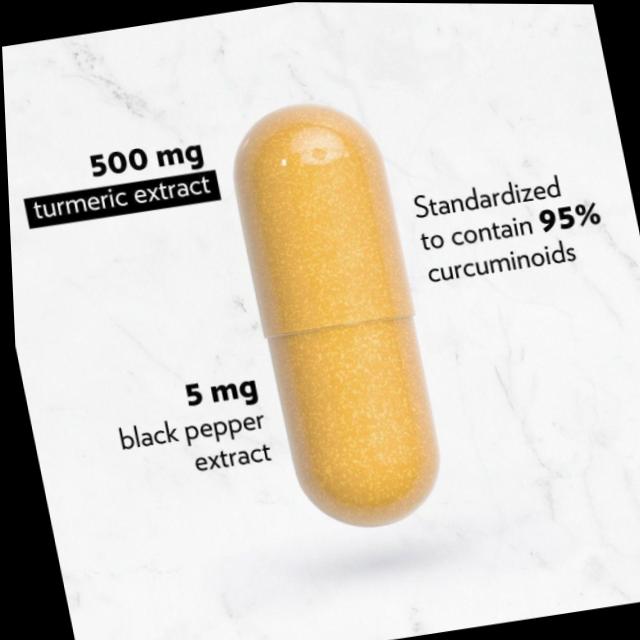 500 mg
turmeric extract
Standardized
to contain 95%
curcuminoids
5 mg
black pepper
extract